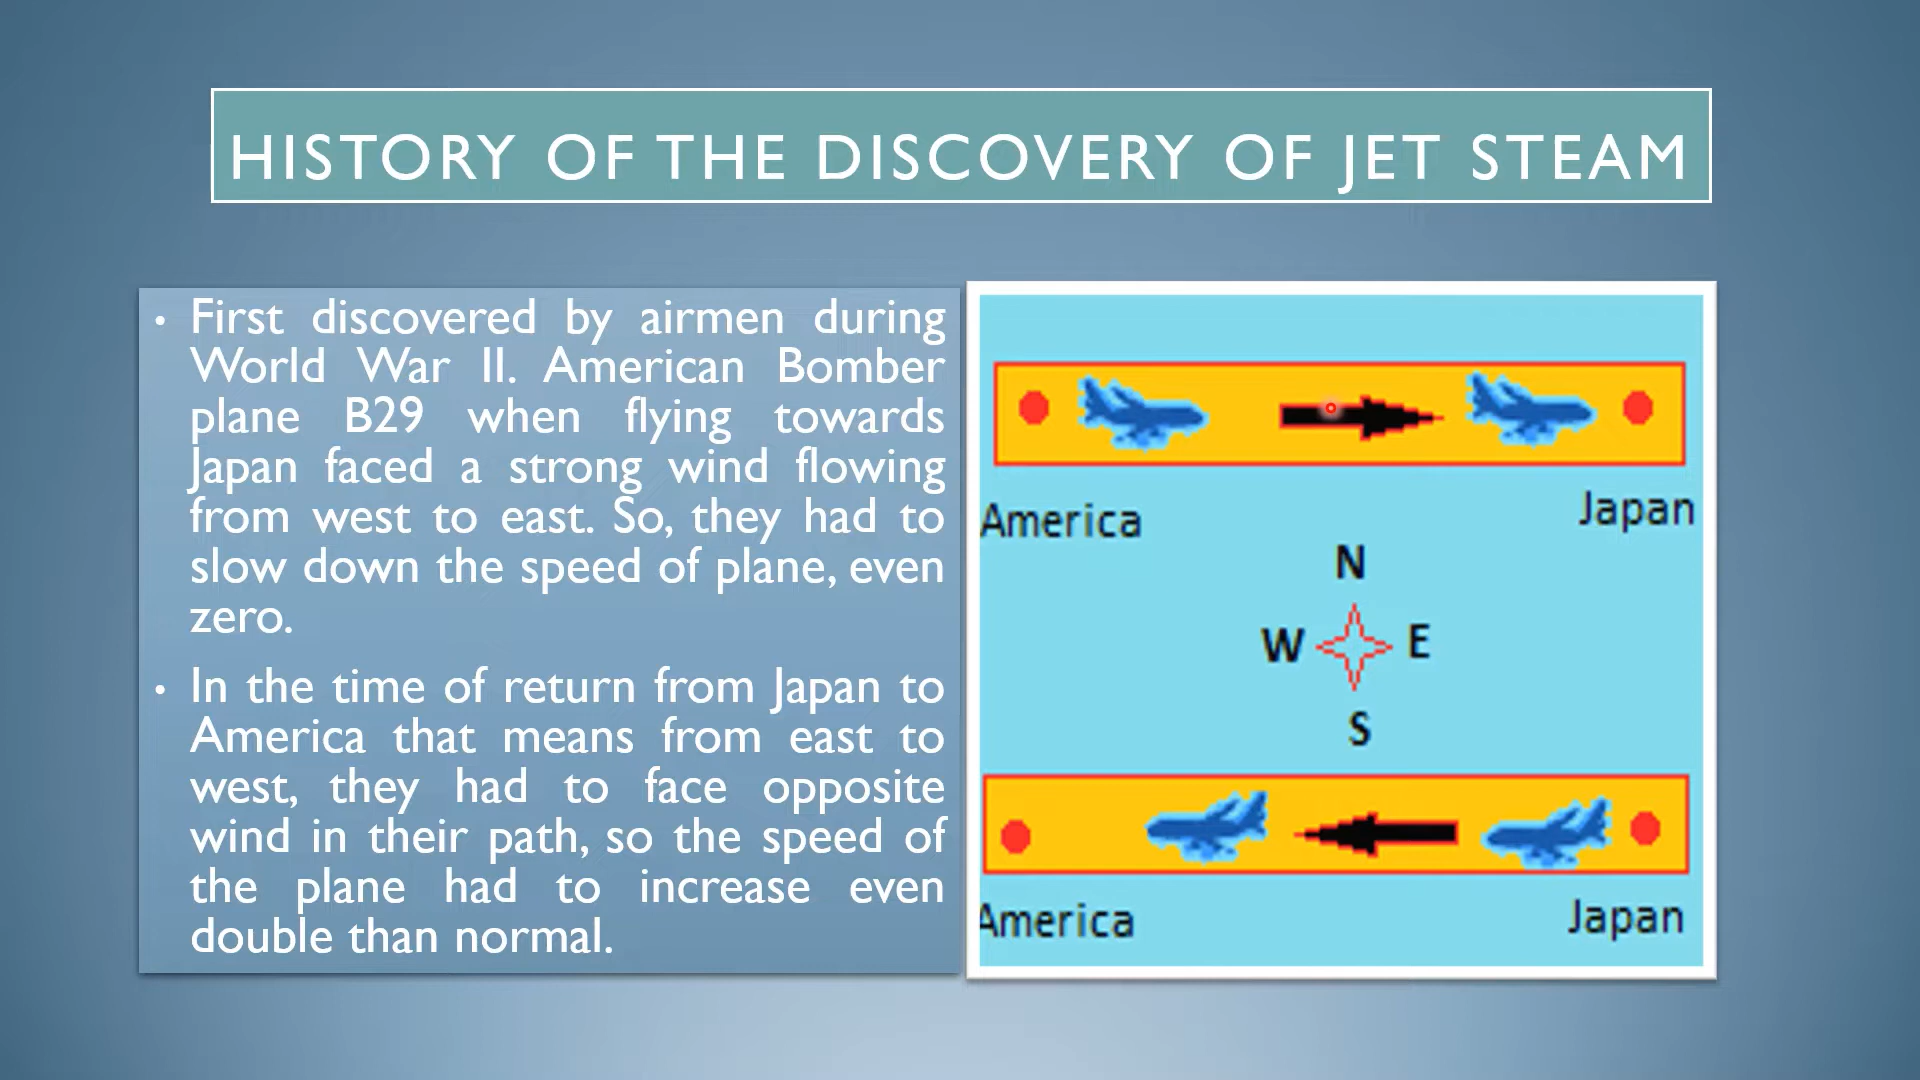 HISTORY OF THE DISCOVERY OF JET STEAM
• First discovered by airmen during
World War II. American Bomber
plane B29 when flying towards
Japan faced a strong wind flowing
from west to east. So, they had to
slow down the speed of plane, even
zero.
• In the time of return from Japan to
America that means from east to
west, they had to face opposite
wind in their path, so the speed of
the plane had to increase even
double than normal.
America
Japan
N
W E
S
America
Japan